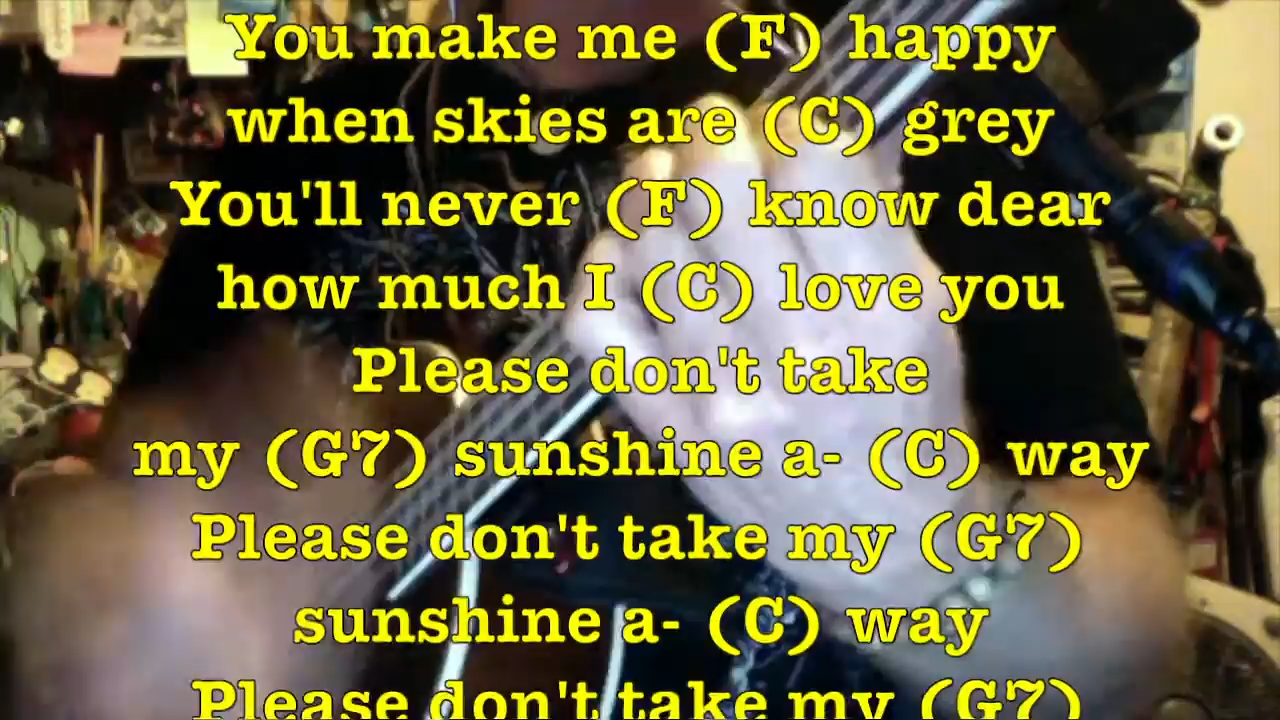 You make me (F) happy
when skies are (C) grey
You'll never (F) know dear
how much I (C) love you
Please don't take
my (G7) sunshine a- (C) way
Please don't take my (G7)
sunshine a- (C) way
Please don't take my (G7)